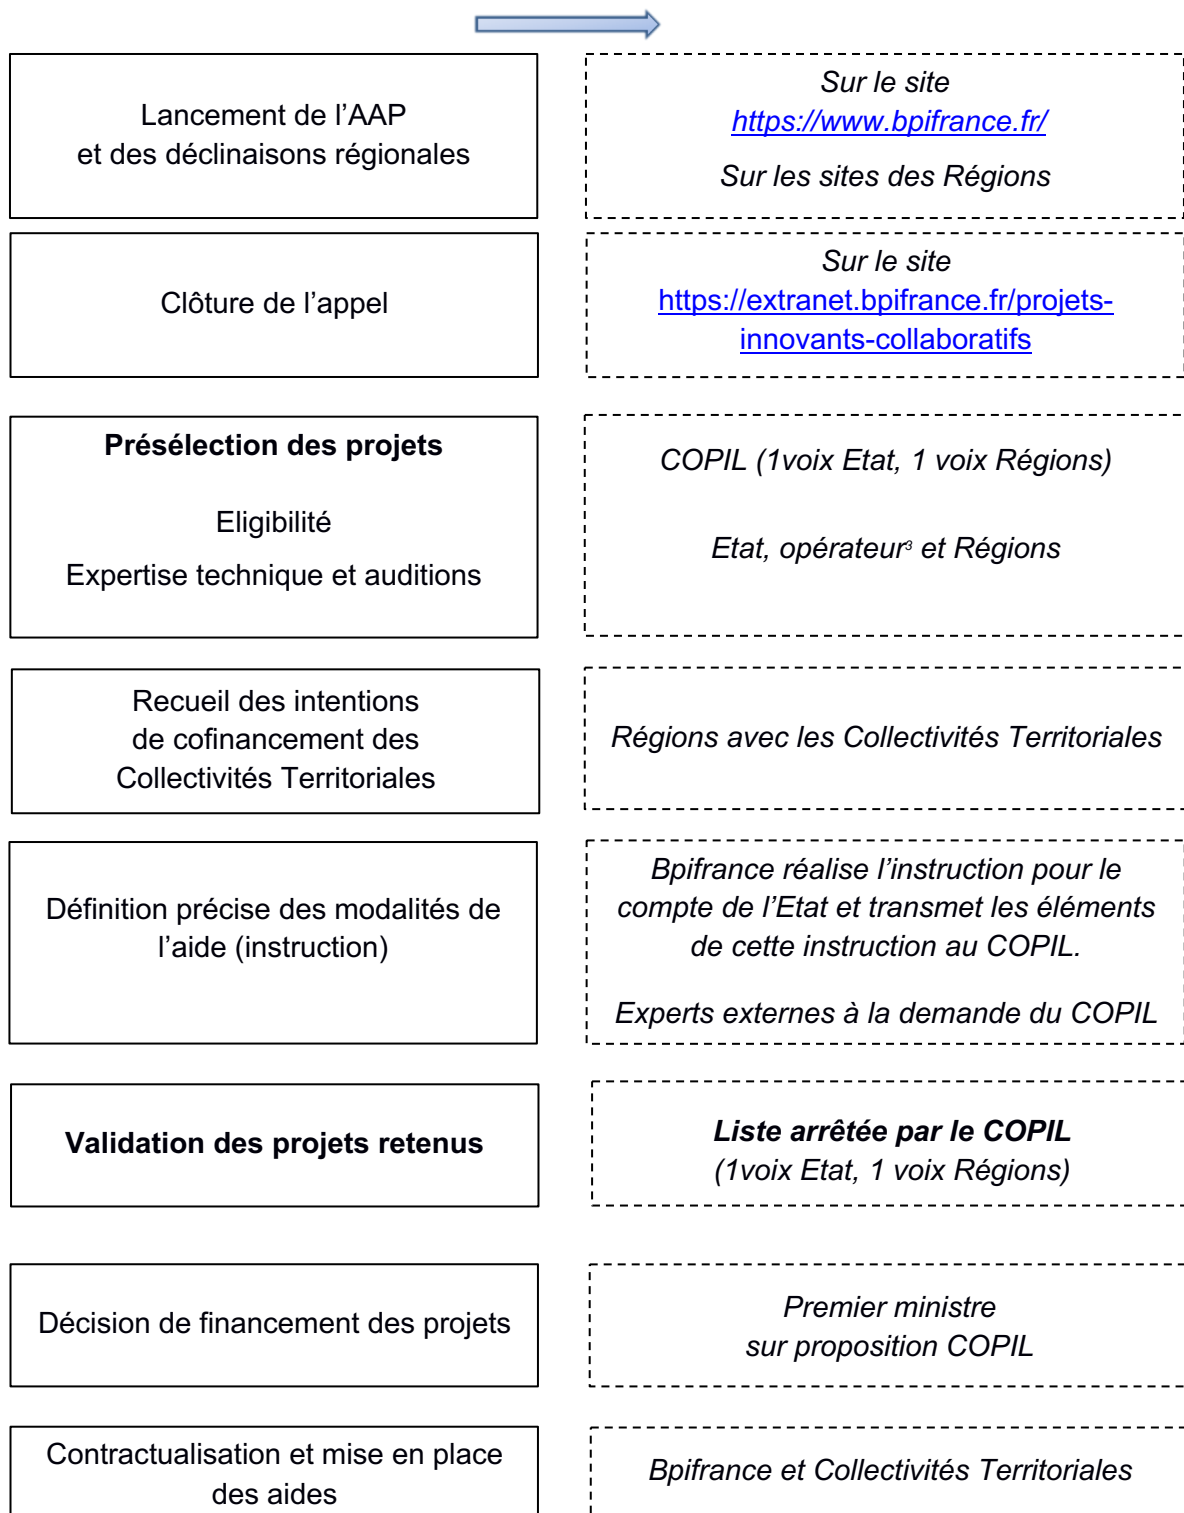 Lancement de l’AAP
et des déclinaisons régionales
Sur le site
https://www.bpifrance.fr/
Sur les sites des Régions
Clôture de l’appel
Sur le site
https://extranet.bpifrance.fr/projets-
innovants-collaboratifs
Présélection des projets
Eligibilité
Expertise technique et auditions
COPIL (1voix Etat, 1 voix Régions)
Etat, opérateur³ et Régions
Recueil des intentions
de cofinancement des
Collectivités Territoriales
Régions avec les Collectivités Territoriales
Définition précise des modalités de
l’aide (instruction)
Bpifrance réalise l’instruction pour le
compte de l’Etat et transmet les éléments
de cette instruction au COPIL.
Experts externes à la demande du COPIL
Validation des projets retenus
Liste arrêtée par le COPIL
(1voix Etat, 1 voix Régions)
Décision de financement des projets
Premier ministre
sur proposition COPIL
Contractualisation et mise en place
des aides
Bpifrance et Collectivités Territoriales